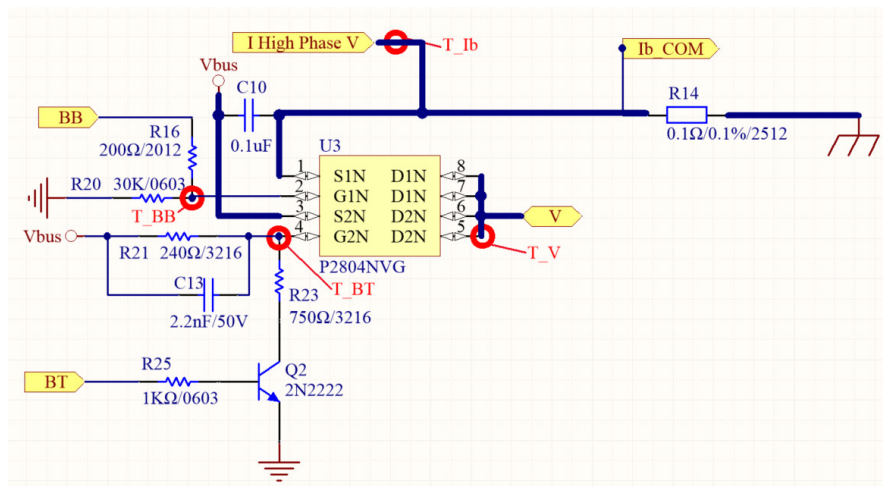 I High Phase V
T_Ib
Ib_COM
Vbus
C10
0.1uF
R14
0.1Ω/0.1%/2512
BB
R16
200Ω/2012
U3
1 S1N D1N 8
2 G1N D1N 7
3 S2N D2N 6
4 G2N D2N 5
P2804NVG
R20 30K/0603
T_BB
V
T_V
Vbus
R21 240Ω/3216
T_BT
C13
2.2nF/50V
R23
750Ω/3216
BT
R25
1KΩ/0603
Q2
2N2222